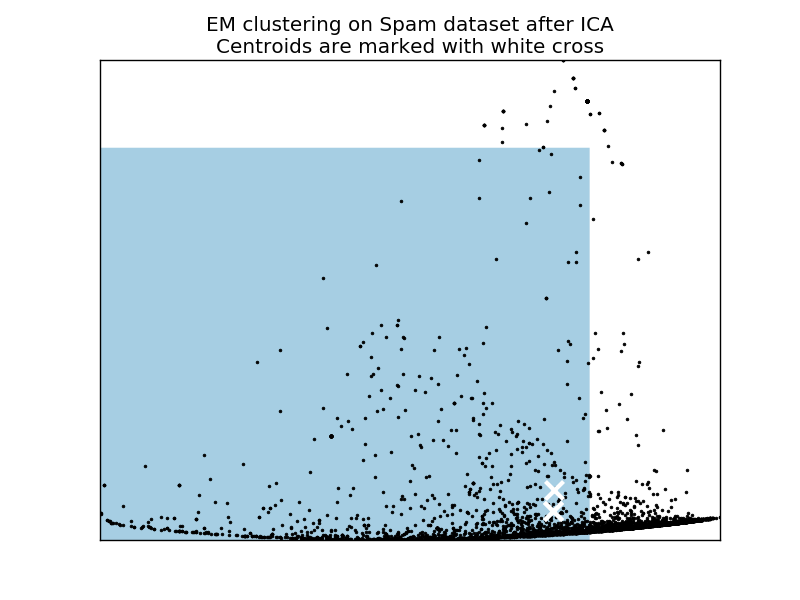 EM clustering on Spam dataset after ICA
Centroids are marked with white cross